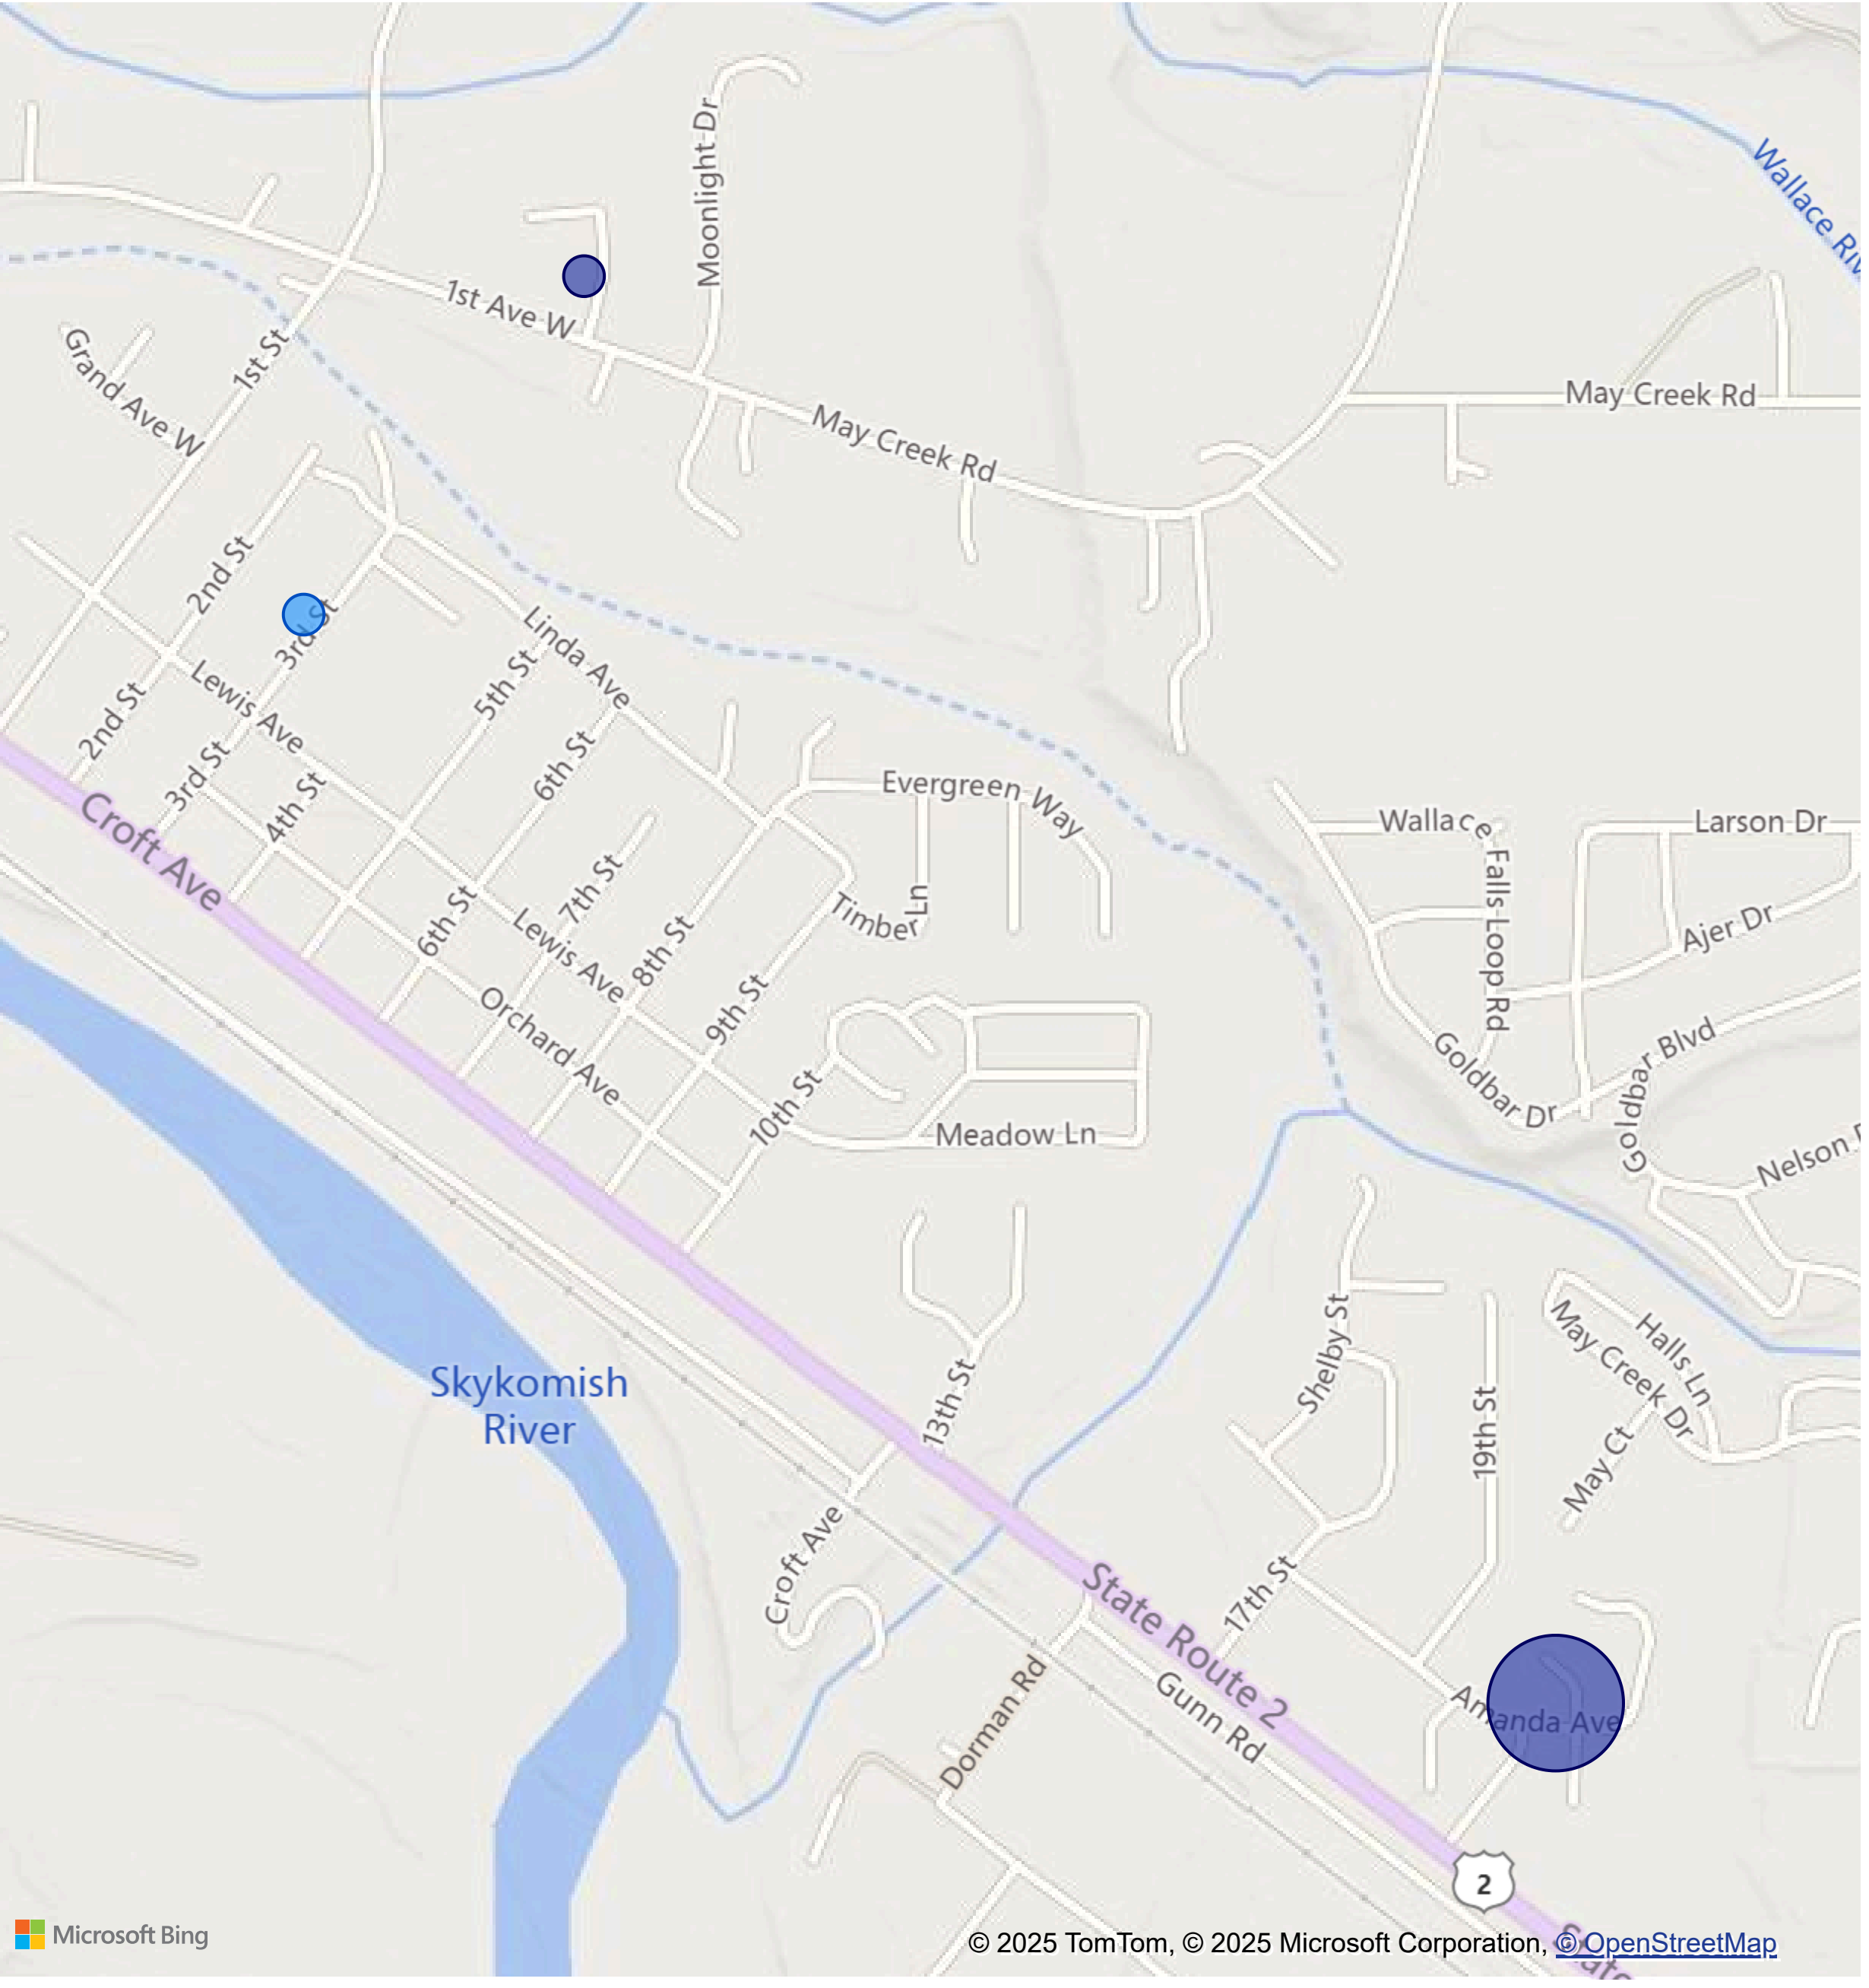 Moonlight Dr
Wallace Riv
1st Ave W
1st St
Grand Ave W
May Creek Rd
May Creek Rd
2nd St
3rd St
Linda Ave
5th St
Lewis Ave
2nd St
3rd St
4th St
6th St
Evergreen Way
Croft Ave
Wallace Falls Loop Rd
Larson Dr
7th St
6th St
Lewis Ave
8th St
Timber Ln
Ajer Dr
9th St
Orchard Ave
Goldbar Dr
Goldbar Blvd
10th St
Meadow Ln
Nelson
Skykomish
River
Shelby St
Halls Ln
May Creek Dr
13th St
19th St
May Ct
Croft Ave
17th St
State Route 2
Dorman Rd
Gunn Rd
Amanda Ave
2
State
Microsoft Bing
© 2025 TomTom, © 2025 Microsoft Corporation, © OpenStreetMap